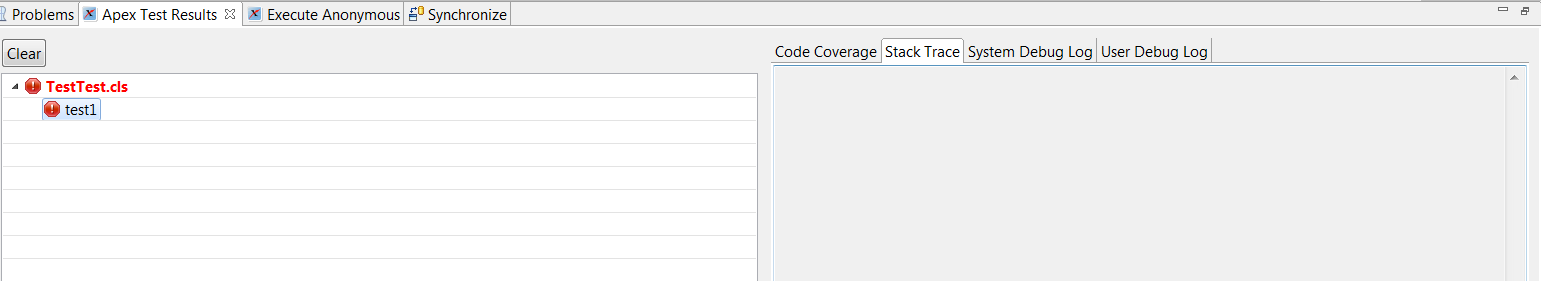 Problems Apex Test Results Execute Anonymous Synchronize
Clear
Code Coverage Stack Trace System Debug Log User Debug Log
TestTest.cls
test1